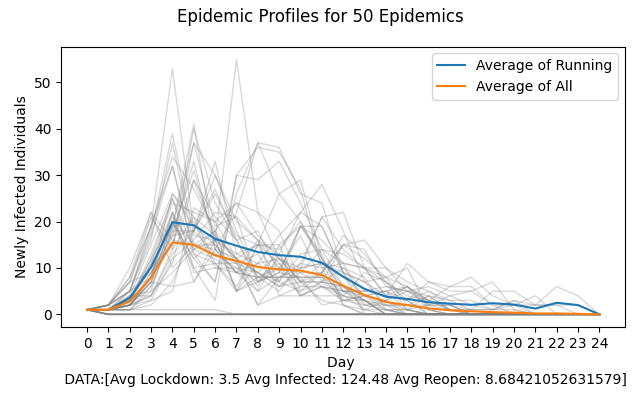 Epidemic Profiles for 50 Epidemics
Average of Running
Average of All
Newly Infected Individuals
50
40
30
20
10
0
0 1 2 3 4 5 6 7 8 9 10 11 12 13 14 15 16 17 18 19 20 21 22 23 24
Day
DATA:[Avg Lockdown: 3.5 Avg Infected: 124.48 Avg Reopen: 8.68421052631579]